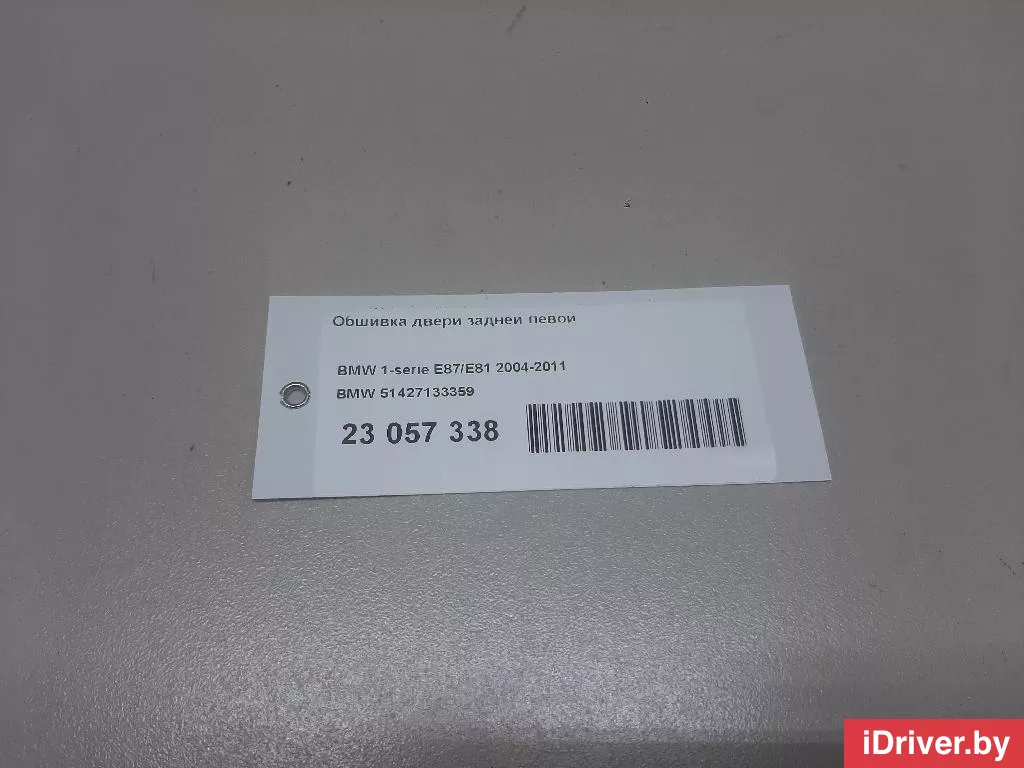 Обшивка двери задней левой
BMW 1-serie E87/E81 2004-2011
BMW 51427133359
23 057 338
iDriver.by